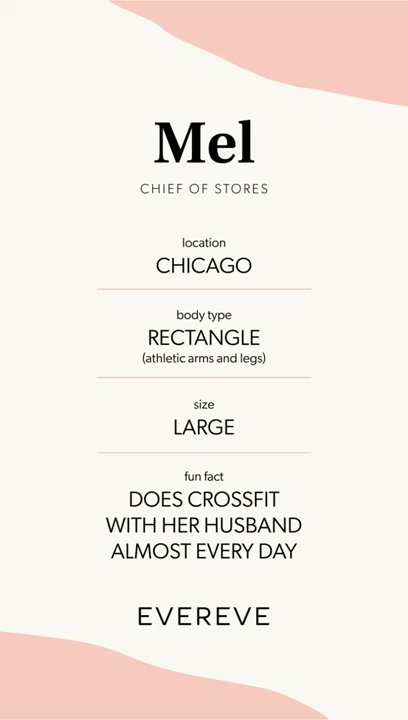 Mel
CHIEF OF STORES
location
CHICAGO
body type
RECTANGLE
(athletic arms and legs)
size
LARGE
fun fact
DOES CROSSFIT
WITH HER HUSBAND
ALMOST EVERY DAY
EVEREVE